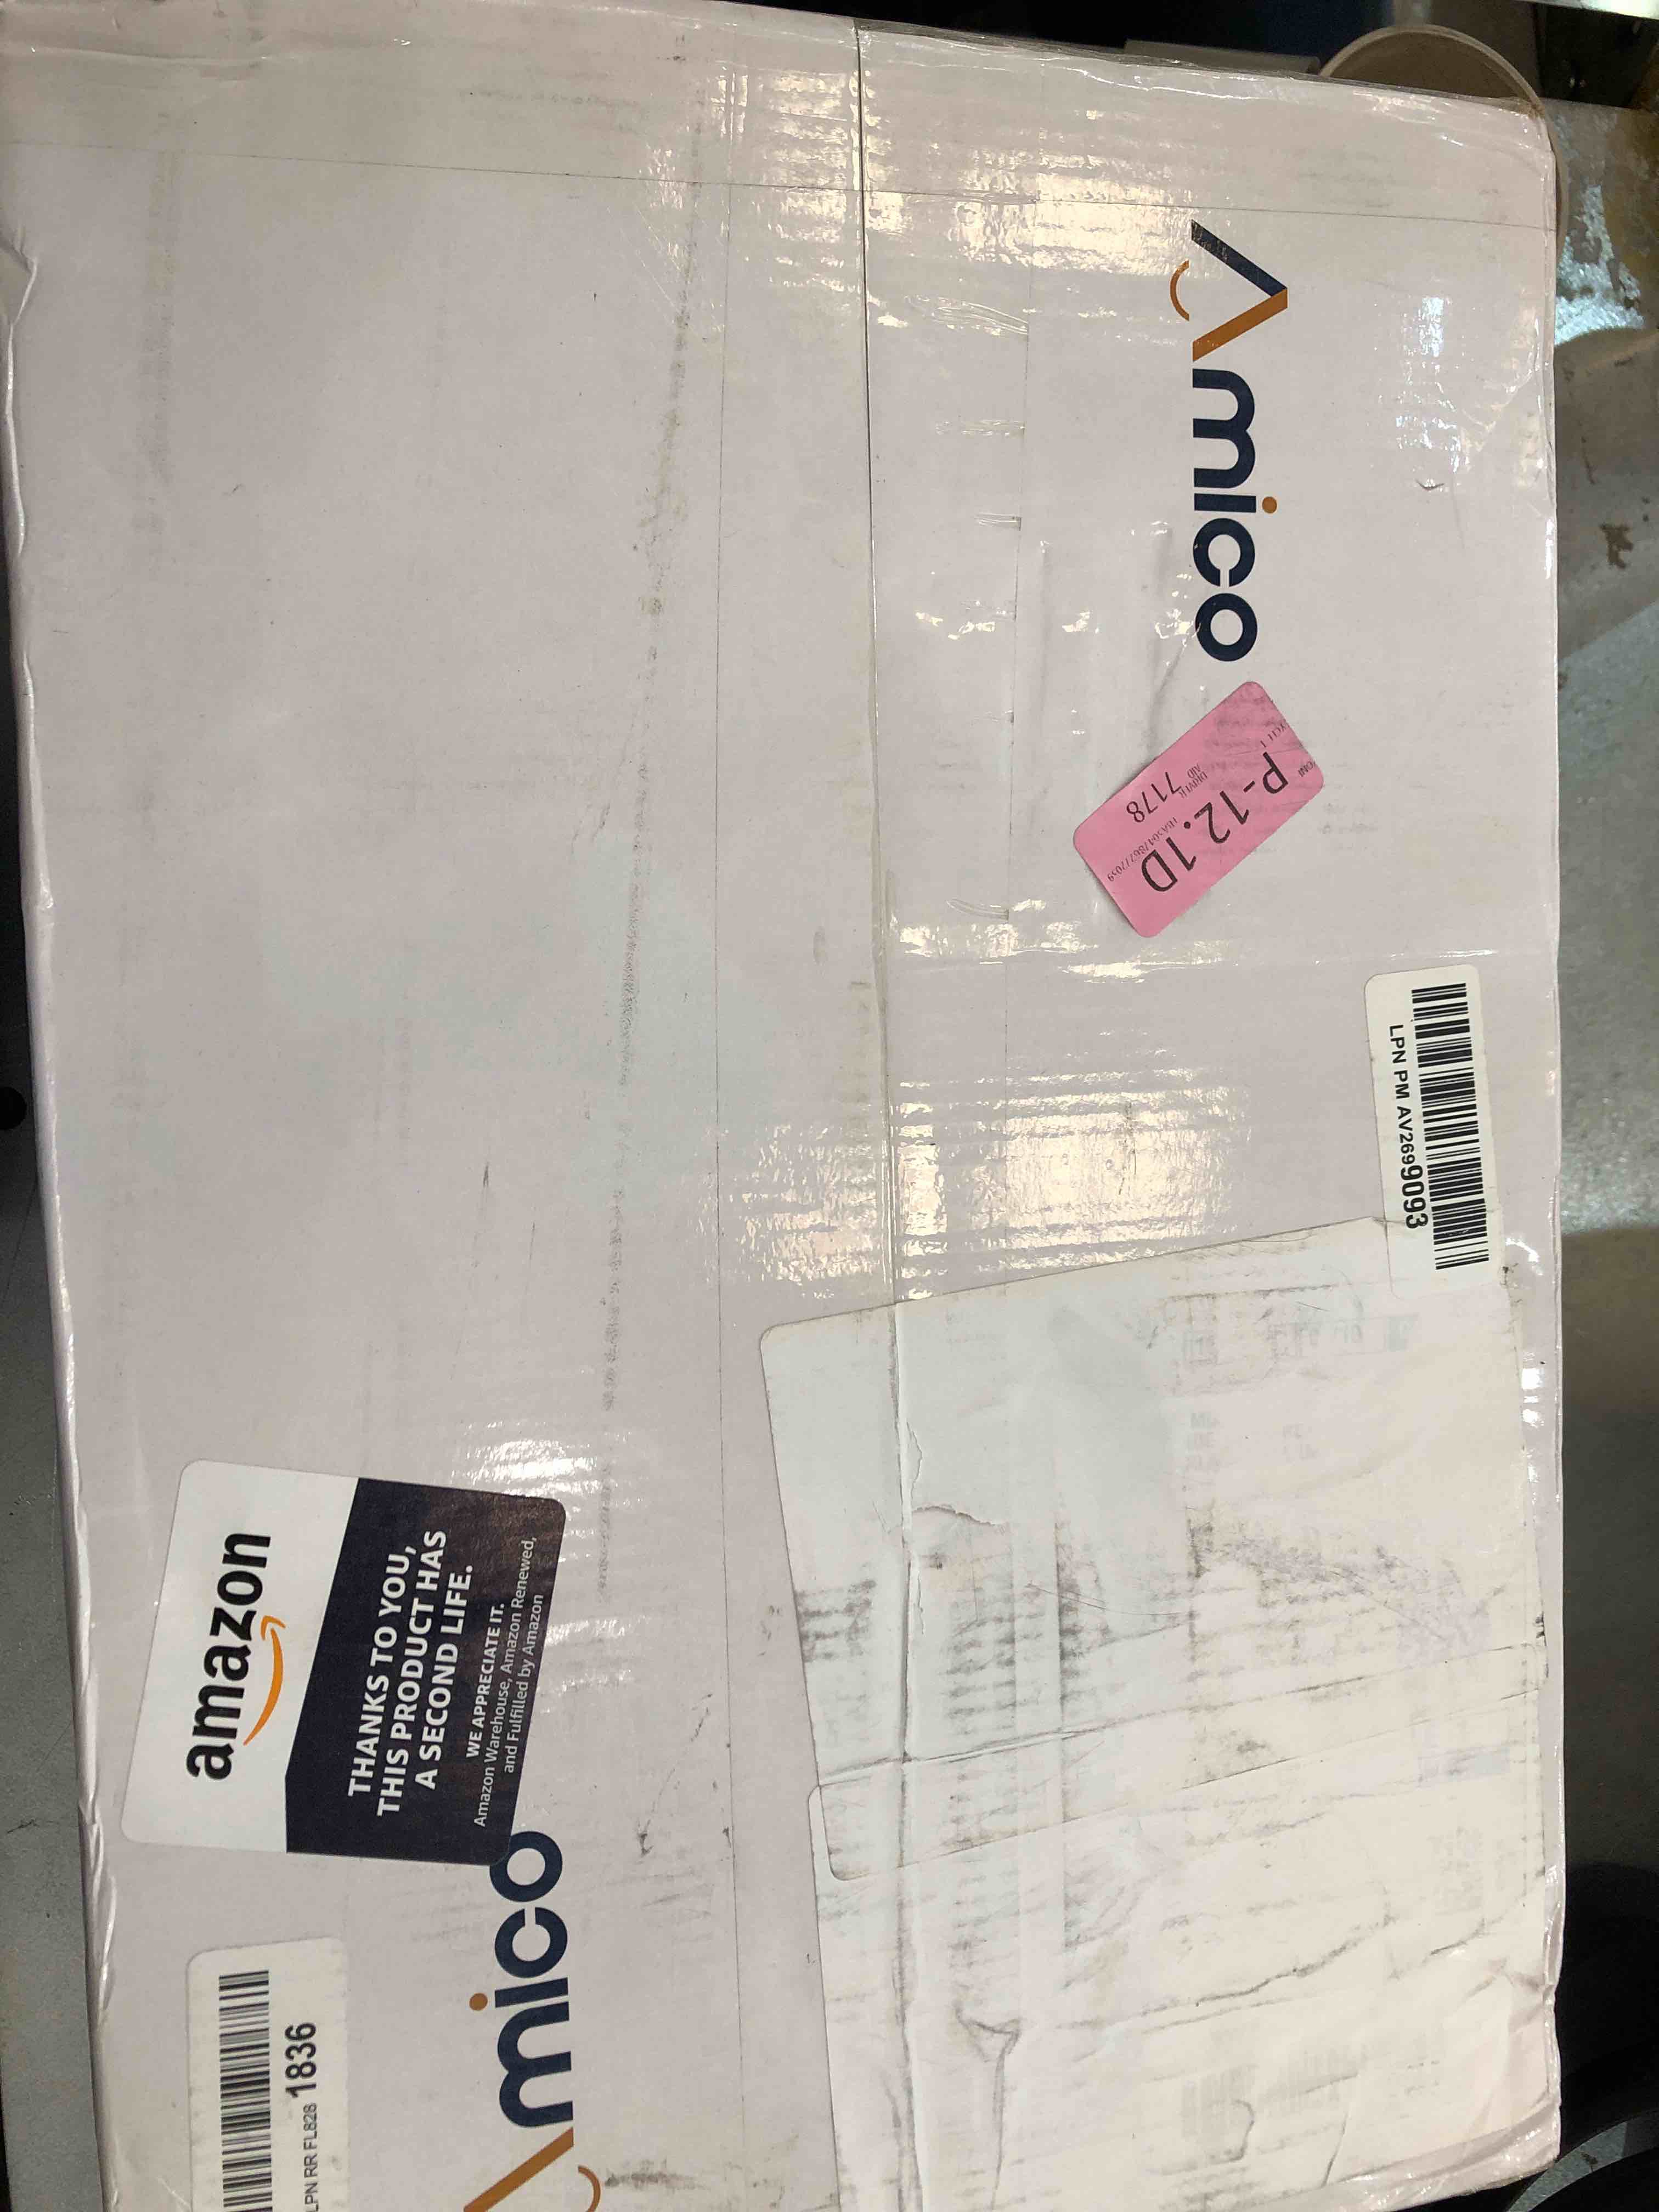 Amico
P-12.1D
7178
LPN PM AV2699093
amazon
THANKS TO YOU,
THIS PRODUCT HAS
A SECOND LIFE.
WE APPRECIATE IT.
Amazon Warehouse, Amazon Renewed,
and Fulfilled by Amazon
Amico
LPN RR FL828 1836